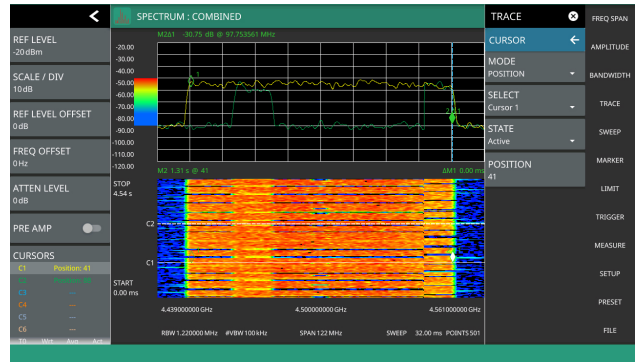 SPECTRUM : COMBINED
REF LEVEL
-20 dBm
SCALE / DIV
10 dB
REF LEVEL OFFSET
0 dB
FREQ OFFSET
0 Hz
ATTEN LEVEL
0 dB
PRE AMP
CURSORS
C1 Position: 41
C2
C3 ---
C4 ---
C5 ---
C6 ---
M2Δ1 -30.75 dB @ 97.753561 MHz
-20.00
-30.00
-40.00
-50.00
-60.00
-70.00
-80.00
-90.00
-100.00
-110.00
-120.00
1
M2 1.31 s @ 41 ΔM1 0.00 ms
STOP
4.54 s
C2
C1
START
0.00 ms
4.439000000 GHz 4.500000000 GHz 4.561000000 GHz
RBW 1.220000 MHz #VBW 100 kHz SPAN 122 MHz SWEEP 32.00 ms POINTS 501
TRACE
CURSOR
MODE
POSITION
SELECT
Cursor 1
STATE
Active
POSITION
41
FREQ SPAN
AMPLITUDE
BANDWIDTH
TRACE
SWEEP
MARKER
LIMIT
TRIGGER
MEASURE
SETUP
PRESET
FILE